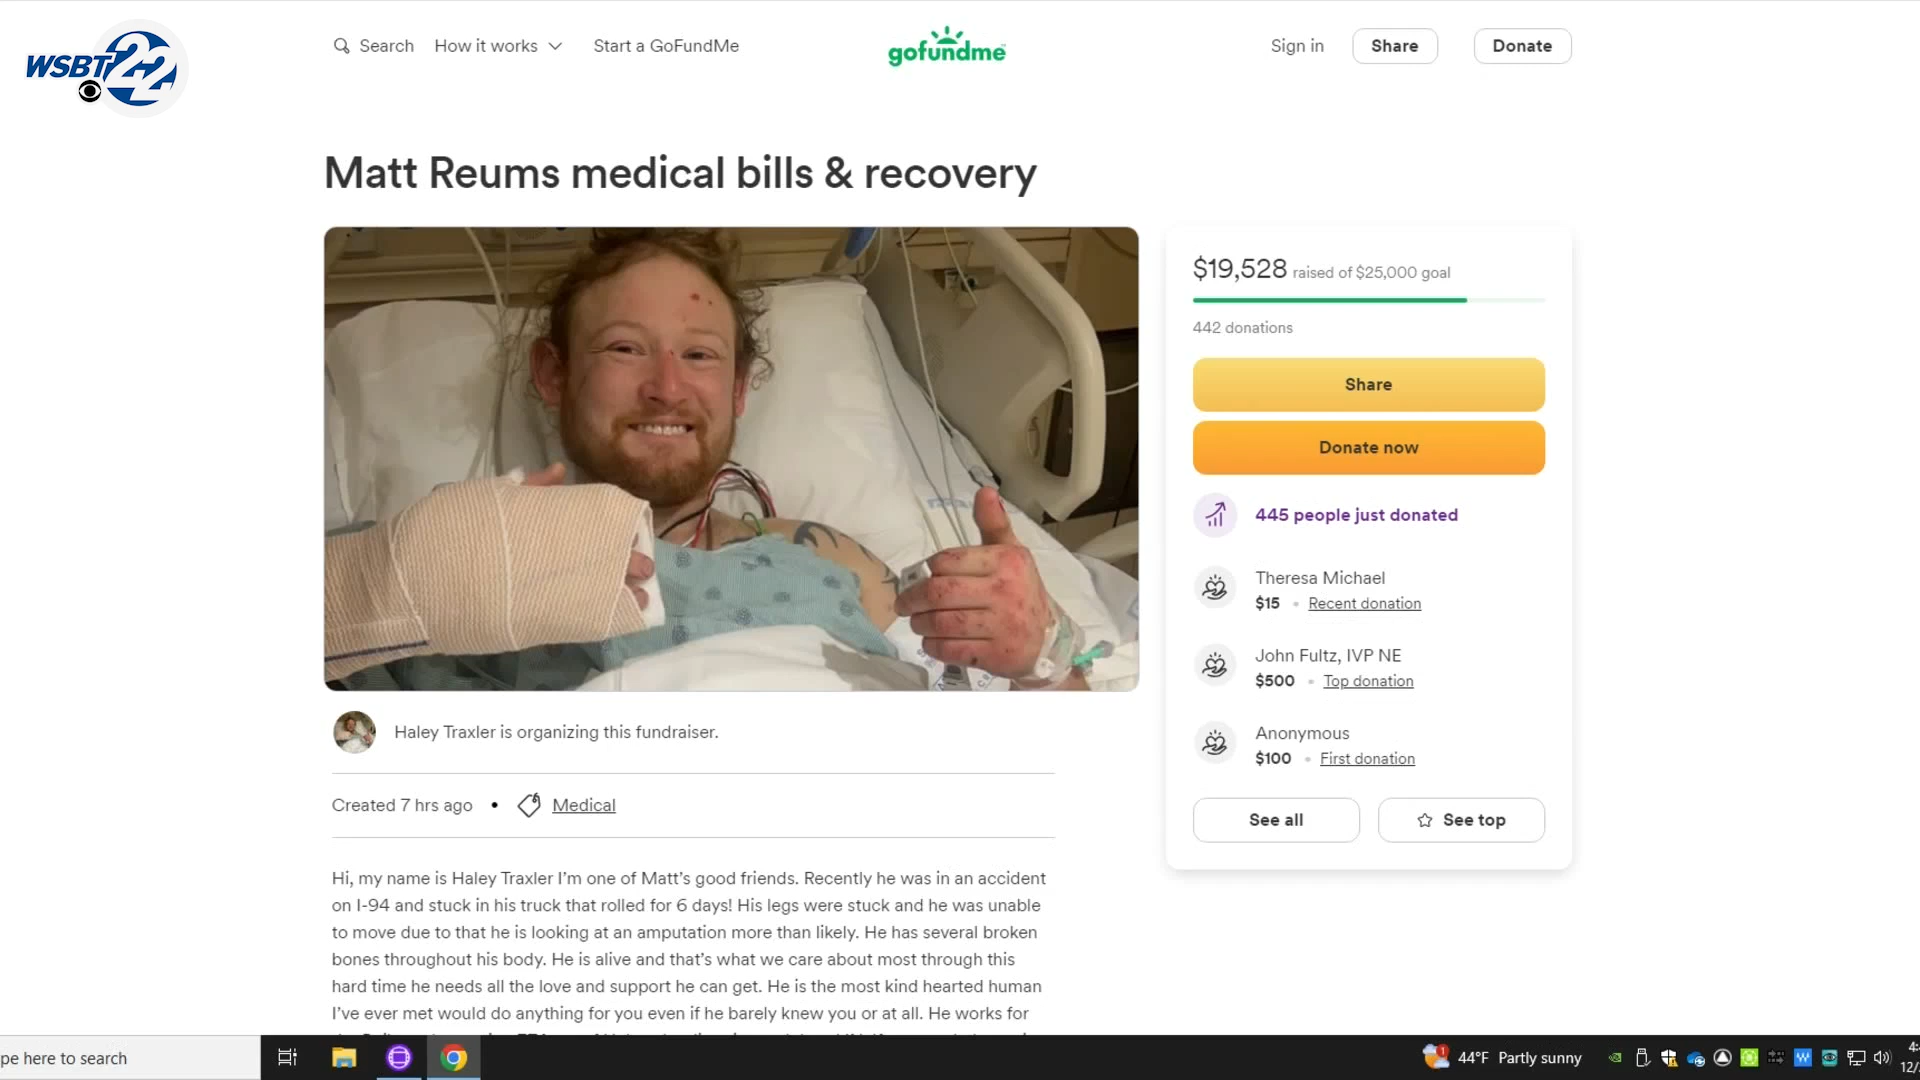 WSBT 22
Search
How it works
Start a GoFundMe
gofundme
Sign in
Share
Donate
Matt Reums medical bills & recovery
$19,528 raised of $25,000 goal
442 donations
Share
Donate now
445 people just donated
Theresa Michael
$15 • Recent donation
John Fultz, IVP NE
$500 • Top donation
Anonymous
$100 • First donation
See all
See top
Haley Traxler is organizing this fundraiser.
Created 7 hrs ago • Medical
Hi, my name is Haley Traxler I’m one of Matt’s good friends. Recently he was in an accident
on I-94 and stuck in his truck that rolled for 6 days! His legs were stuck and he was unable
to move due to that he is looking at an amputation more than likely. He has several broken
bones throughout his body. He is alive and that’s what we care about most through this
hard time he needs all the love and support he can get. He is the most kind hearted human
I’ve ever met would do anything for you even if he barely knew you or at all. He works for
pe here to search
44°F Partly sunny
4:
12/